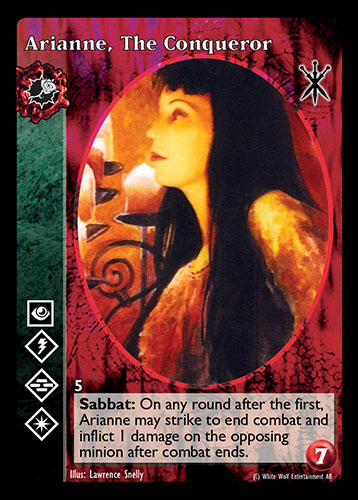 Arianne, The Conqueror
5
Sabbat: On any round after the first,
Arianne may strike to end combat and
inflict 1 damage on the opposing
minion after combat ends.
7
Illus: Lawrence Snelly
(C) White Wolf Entertainment AB